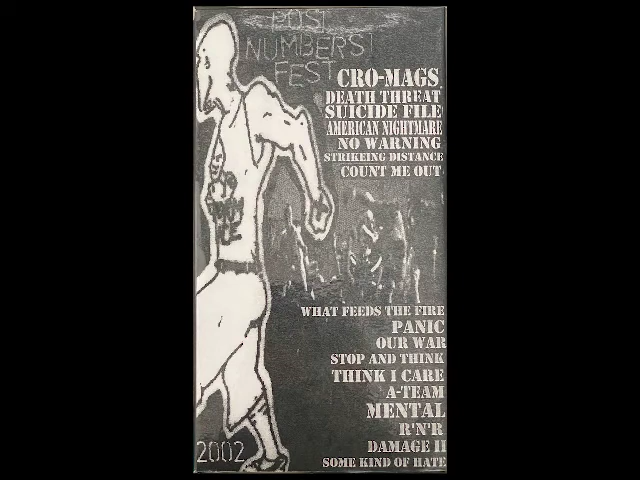 POSI
NUMBERS
FEST
CRO-MAGS
DEATH THREAT
SUICIDE FILE
AMERICAN NIGHTMARE
NO WARNING
STRIKEING DISTANCE
COUNT ME OUT
WHAT FEEDS THE FIRE
PANIC
OUR WAR
STOP AND THINK
THINK I CARE
A-TEAM
MENTAL
R'N'R
DAMAGE II
2002
SOME KIND OF HATE